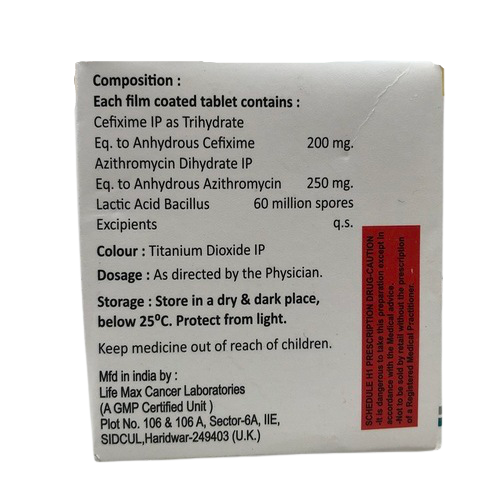 Composition :
Each film coated tablet contains :
Cefixime IP as Trihydrate
Eq. to Anhydrous Cefixime 200 mg.
Azithromycin Dihydrate IP
Eq. to Anhydrous Azithromycin 250 mg.
Lactic Acid Bacillus 60 million spores
Excipients q.s.
Colour : Titanium Dioxide IP
Dosage : As directed by the Physician.
Storage : Store in a dry & dark place,
below 25⁰C. Protect from light.
Keep medicine out of reach of children.
Mfd in india by :
Life Max Cancer Laboratories
(A GMP Certified Unit )
Plot No. 106 & 106 A, Sector-6A, IIE,
SIDCUL,Haridwar-249403 (U.K.)
SCHEDULE H1 PRESCRIPTION DRUG-CAUTION
-It is dangerous to take this preparation except in
accordance with the Medical advice.
-Not to be sold by retail without the prescription
of a Registered Medical Practitioner.